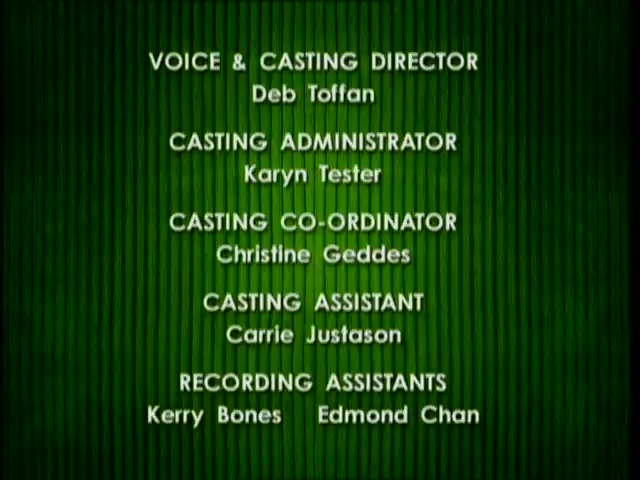 VOICE & CASTING DIRECTOR
Deb Toffan
CASTING ADMINISTRATOR
Karyn Tester
CASTING CO-ORDINATOR
Christine Geddes
CASTING ASSISTANT
Carrie Justason
RECORDING ASSISTANTS
Kerry Bones Edmond Chan